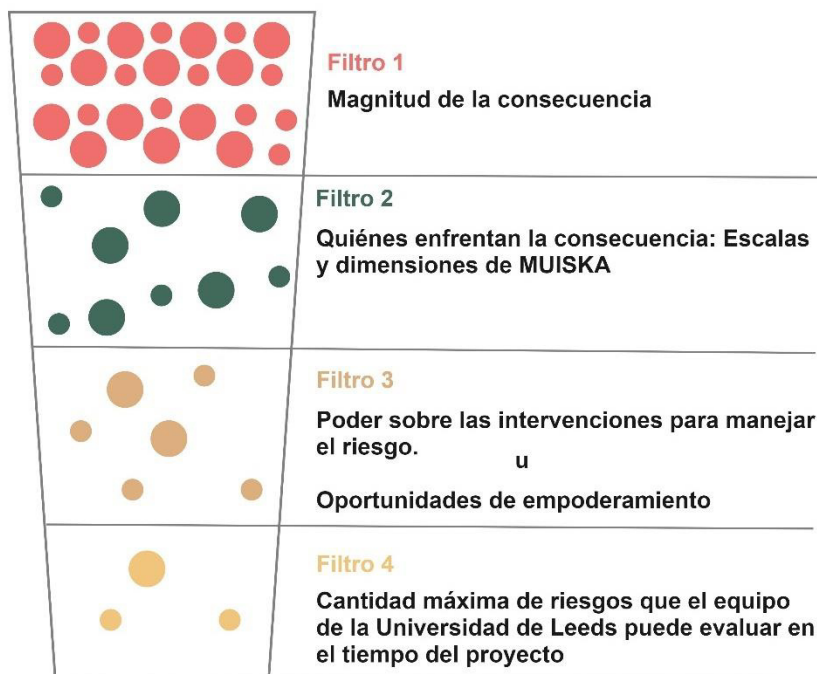 Filtro 1
Magnitud de la consecuencia
Filtro 2
Quiénes enfrentan la consecuencia: Escalas
y dimensiones de MUISKA
Filtro 3
Poder sobre las intervenciones para manejar
el riesgo.
u
Oportunidades de empoderamiento
Filtro 4
Cantidad máxima de riesgos que el equipo
de la Universidad de Leeds puede evaluar en
el tiempo del proyecto